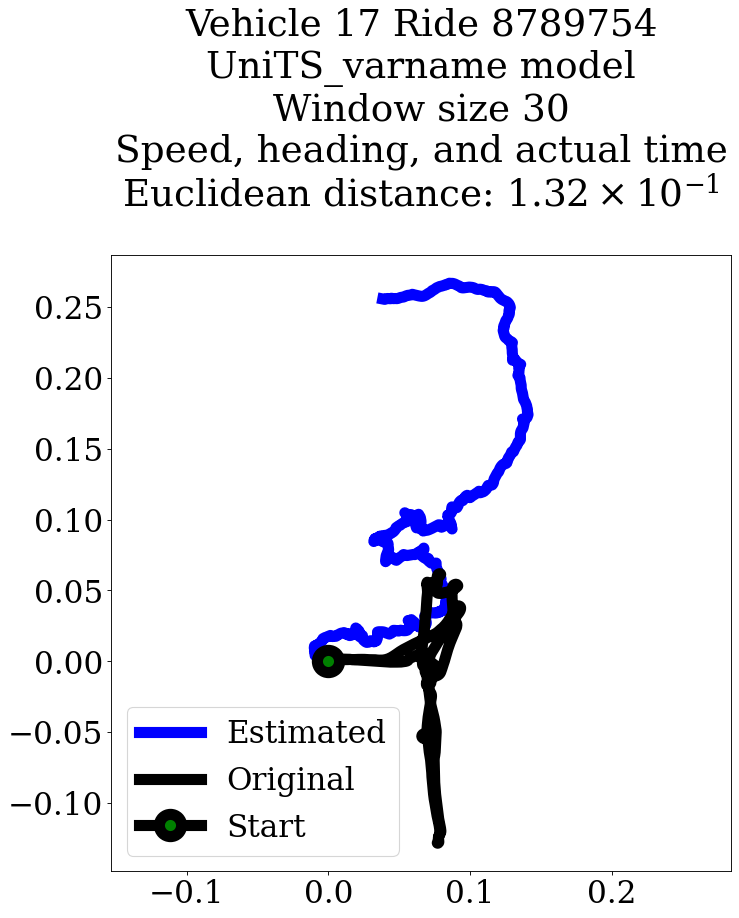 Vehicle 17 Ride 8789754
UniTS_varname model
Window size 30
Speed, heading, and actual time
Euclidean distance: 1.32 × 10⁻¹
0.25
0.20
0.15
0.10
0.05
0.00
−0.05
−0.10
Estimated
Original
Start
−0.1 0.0 0.1 0.2